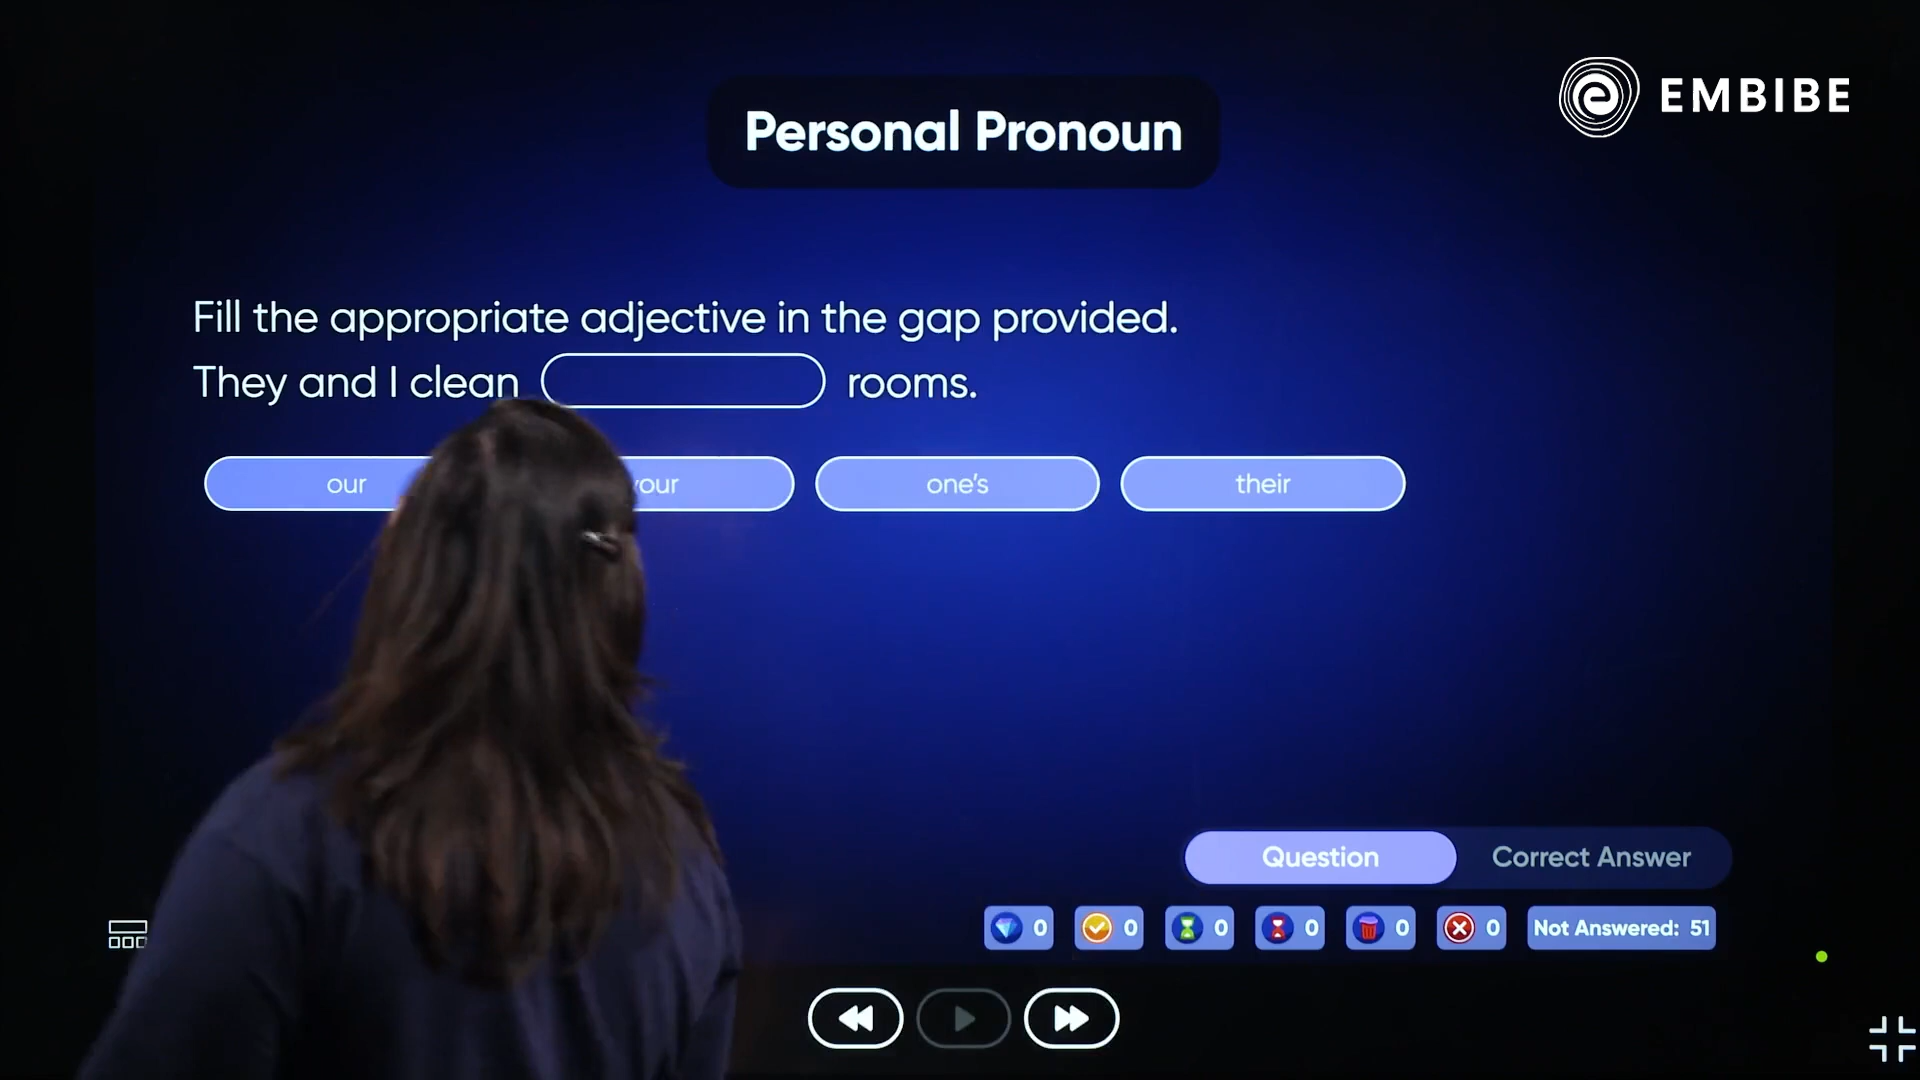 EMBIBE
Personal Pronoun
Fill the appropriate adjective in the gap provided.
They and I clean rooms.
our
one's
their
Question Correct Answer
0 0 0 0 0 0 Not Answered: 51